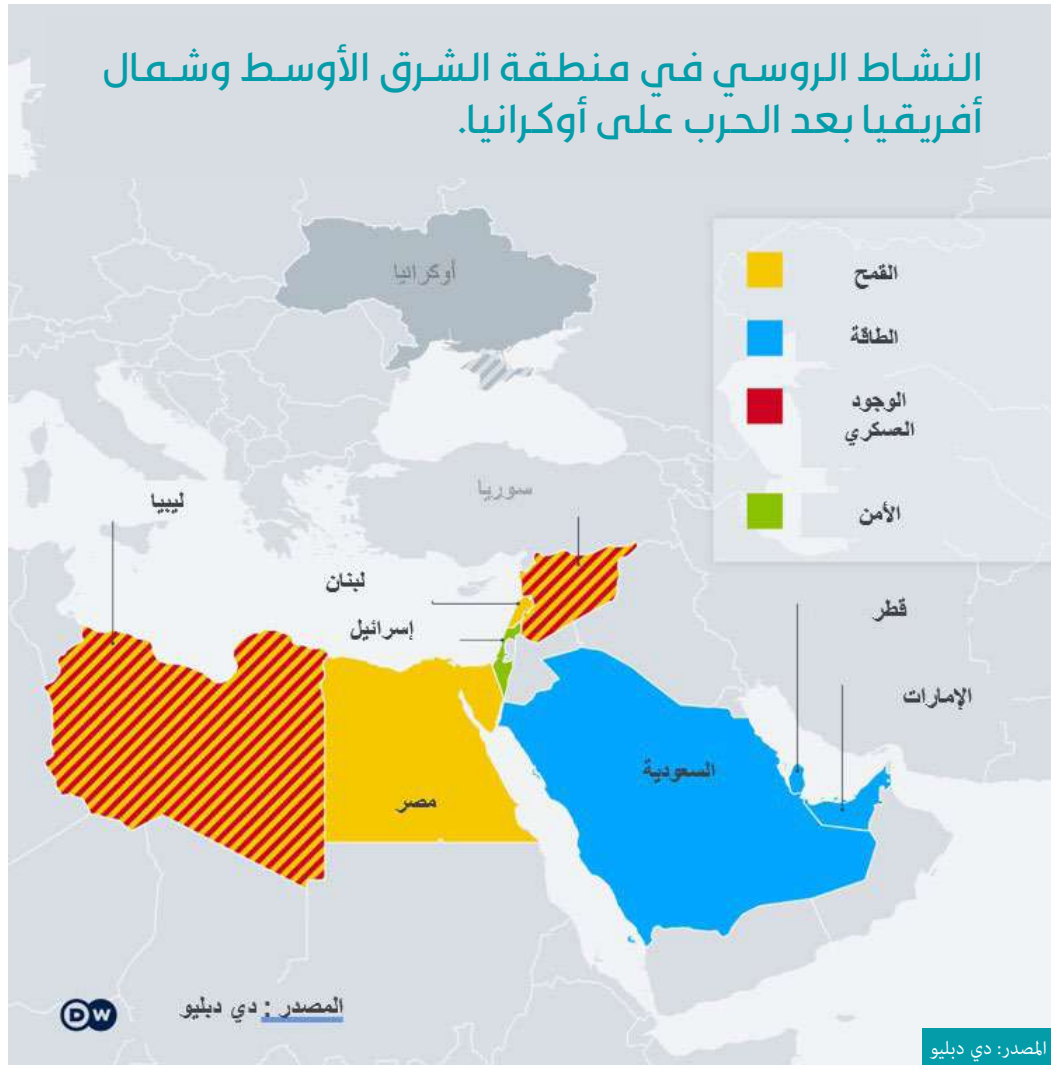 النشاط الروسي في منطقة الشرق الأوسط وشمال
أفريقيا بعد الحرب على أوكرانيا.
أوكرانيا
القمح
الطاقة
الوجود
العسكري
الأمن
سوريا
ليبيا
لبنان
إسرائيل
قطر
الإمارات
السعودية
مصر
المصدر : دي دبليو
DW
المصدر: دي دبليو